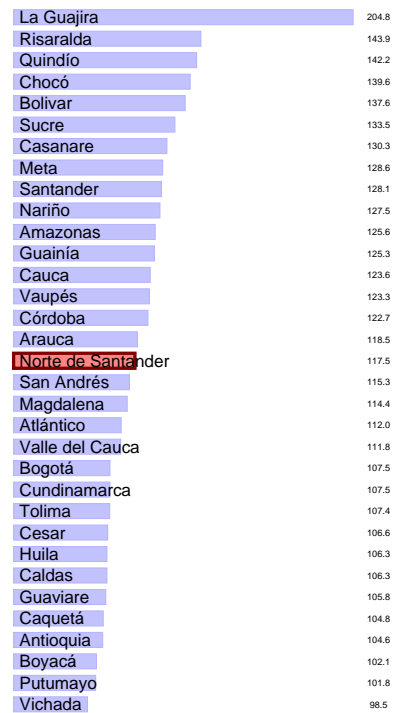 La Guajira 204.8
Risaralda 143.9
Quindío 142.2
Chocó 139.6
Bolivar 137.6
Sucre 133.5
Casanare 130.3
Meta 128.6
Santander 128.1
Nariño 127.5
Amazonas 125.6
Guainía 125.3
Cauca 123.6
Vaupés 123.3
Córdoba 122.7
Arauca 118.5
Norte de Santander 117.5
San Andrés 115.3
Magdalena 114.4
Atlántico 112.0
Valle del Cauca 111.8
Bogotá 107.5
Cundinamarca 107.5
Tolima 107.4
Cesar 106.6
Huila 106.3
Caldas 106.3
Guaviare 105.8
Caquetá 104.8
Antioquia 104.6
Boyacá 102.1
Putumayo 101.8
Vichada 98.5